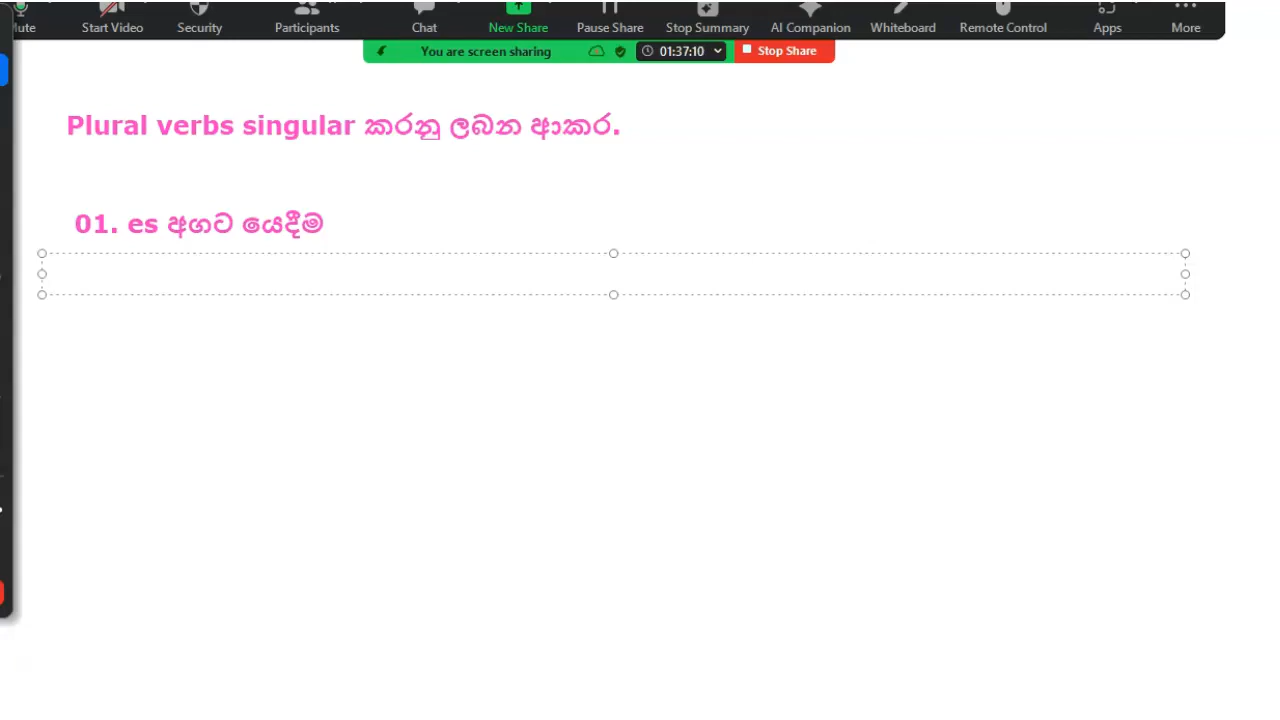 Mute Start Video Security Participants Chat New Share Pause Share Stop Summary AI Companion Whiteboard Remote Control Apps More
You are screen sharing 01:37:10 Stop Share
Plural verbs singular කරනු ලබන ආකර.
01. es අගට යෙදීම